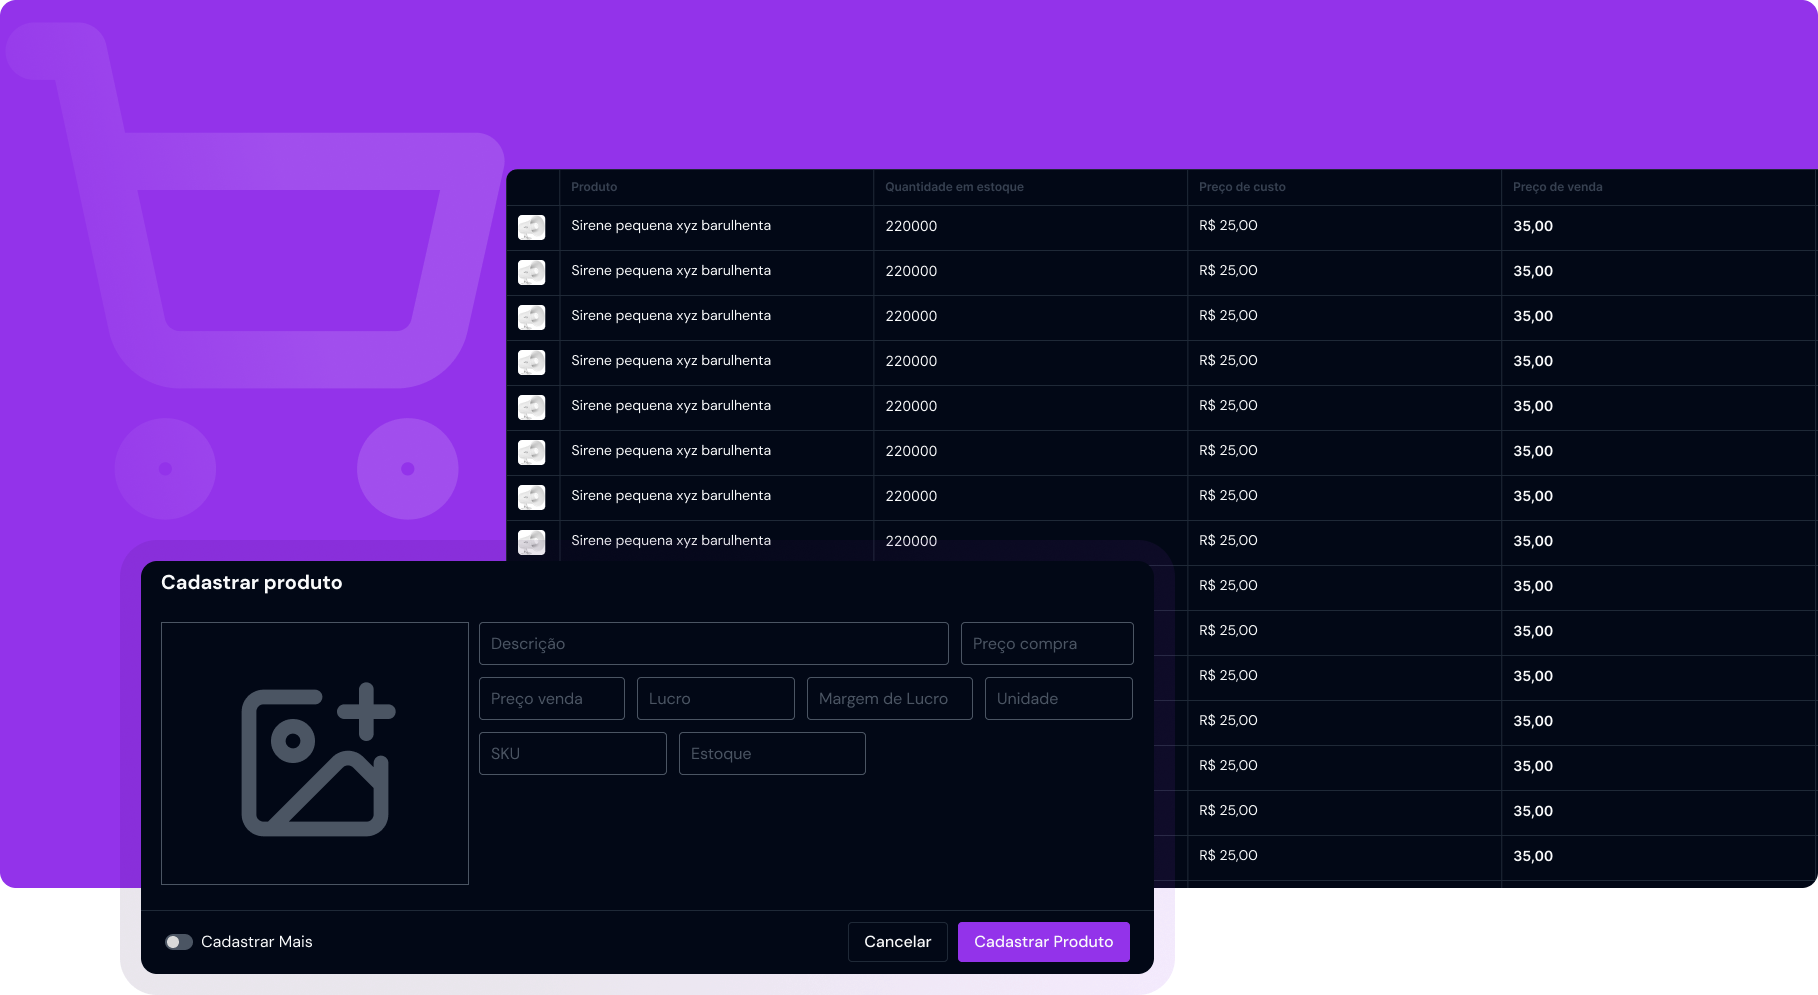 Produto Quantidade em estoque Preço de custo Preço de venda
Sirene pequena xyz barulhenta 220000 R$ 25,00 35,00
Sirene pequena xyz barulhenta 220000 R$ 25,00 35,00
Sirene pequena xyz barulhenta 220000 R$ 25,00 35,00
Sirene pequena xyz barulhenta 220000 R$ 25,00 35,00
Sirene pequena xyz barulhenta 220000 R$ 25,00 35,00
Sirene pequena xyz barulhenta 220000 R$ 25,00 35,00
Sirene pequena xyz barulhenta 220000 R$ 25,00 35,00
Sirene pequena xyz barulhenta 220000 R$ 25,00 35,00
R$ 25,00 35,00
R$ 25,00 35,00
R$ 25,00 35,00
R$ 25,00 35,00
R$ 25,00 35,00
R$ 25,00 35,00
R$ 25,00 35,00
Cadastrar produto
Descrição Preço compra
Preço venda Lucro Margem de Lucro Unidade
SKU Estoque
Cadastrar Mais Cancelar Cadastrar Produto